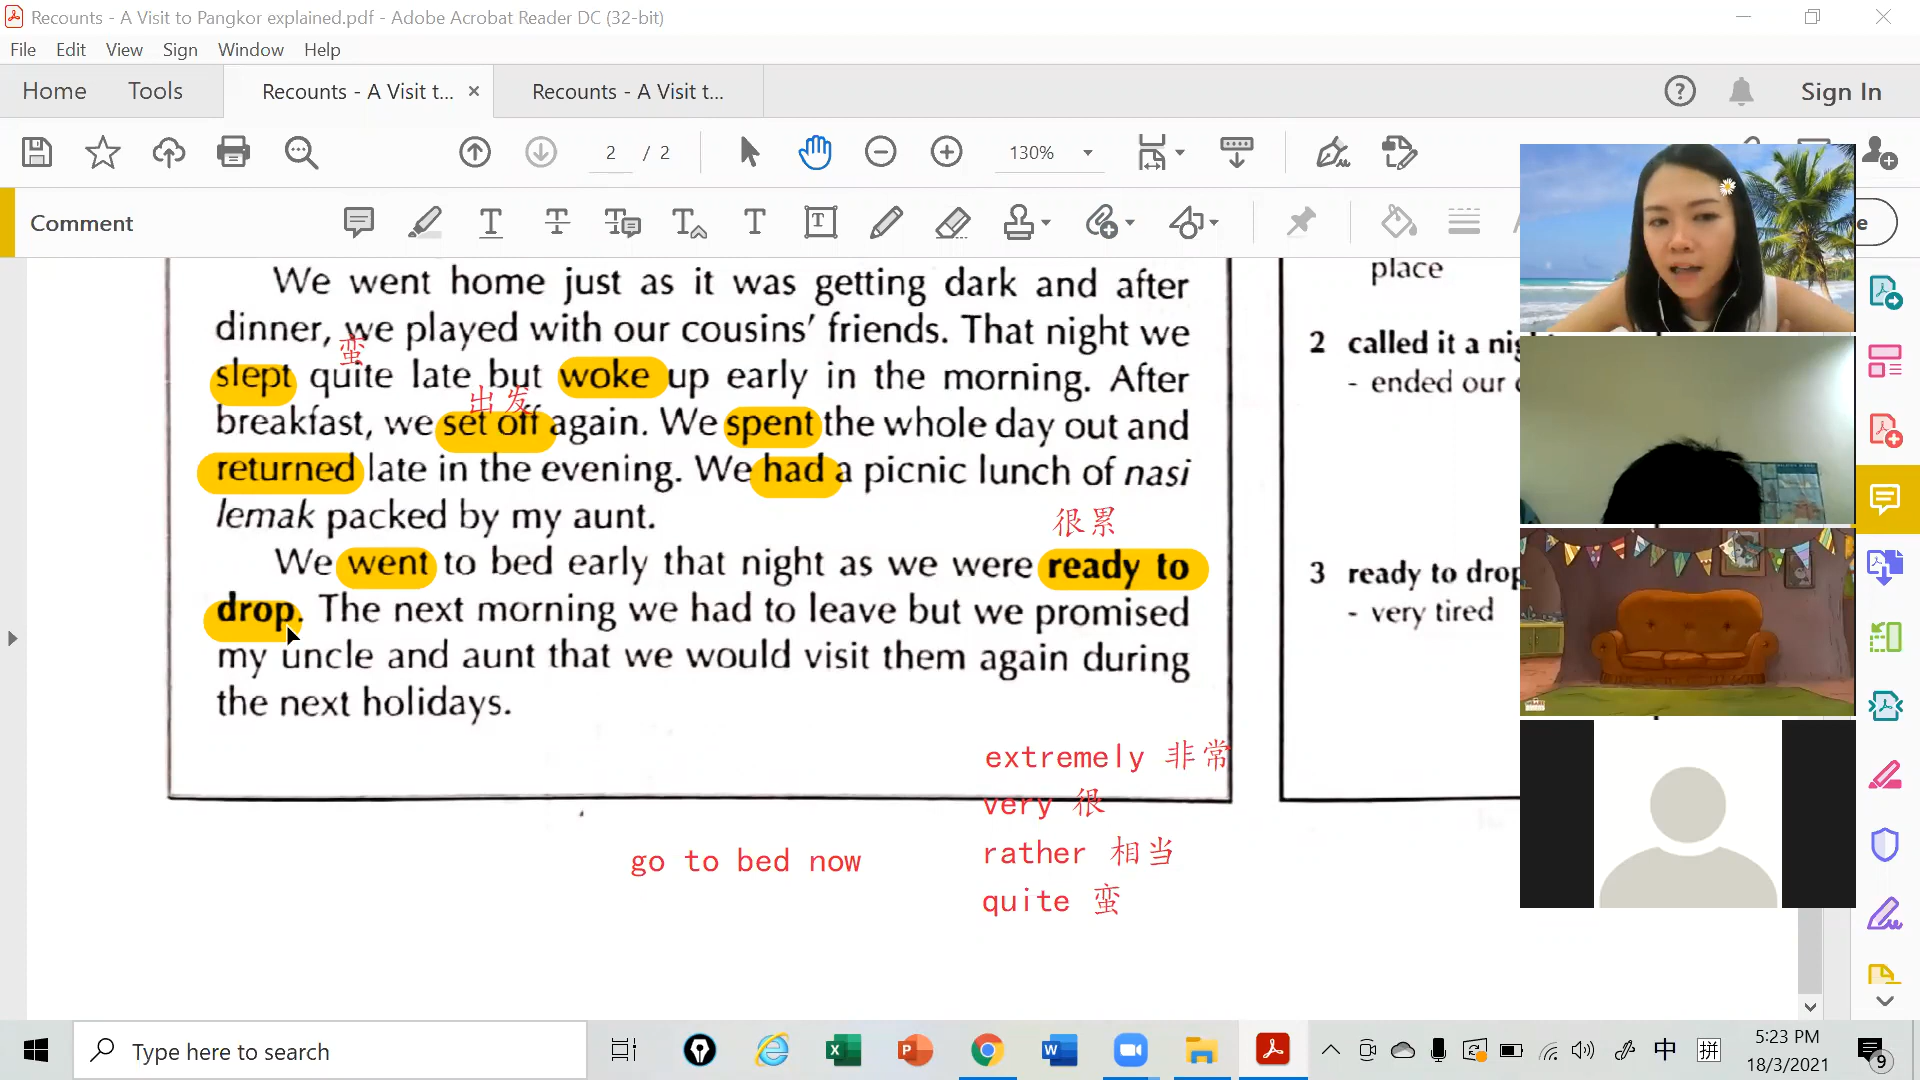 Recounts - A Visit to Pangkor explained.pdf - Adobe Acrobat Reader DC (32-bit)
File Edit View Sign Window Help
Home Tools Recounts - A Visit t... × Recounts - A Visit t... Sign In
2 / 2 130%
Comment
We went home just as it was getting dark and after
dinner, we played with our cousins' friends. That night we
蛮
slept quite late but woke up early in the morning. After
出发
breakfast, we set off again. We spent the whole day out and
returned late in the evening. We had a picnic lunch of nasi
lemak packed by my aunt.
很累
We went to bed early that night as we were ready to
drop. The next morning we had to leave but we promised
my uncle and aunt that we would visit them again during
the next holidays.
extremely 非常
very 很
rather 相当
quite 蛮
go to bed now
place
2 called it a
- ended our
3 ready to drop
- very tired
Type here to search
中 拼
5:23 PM
18/3/2021
9